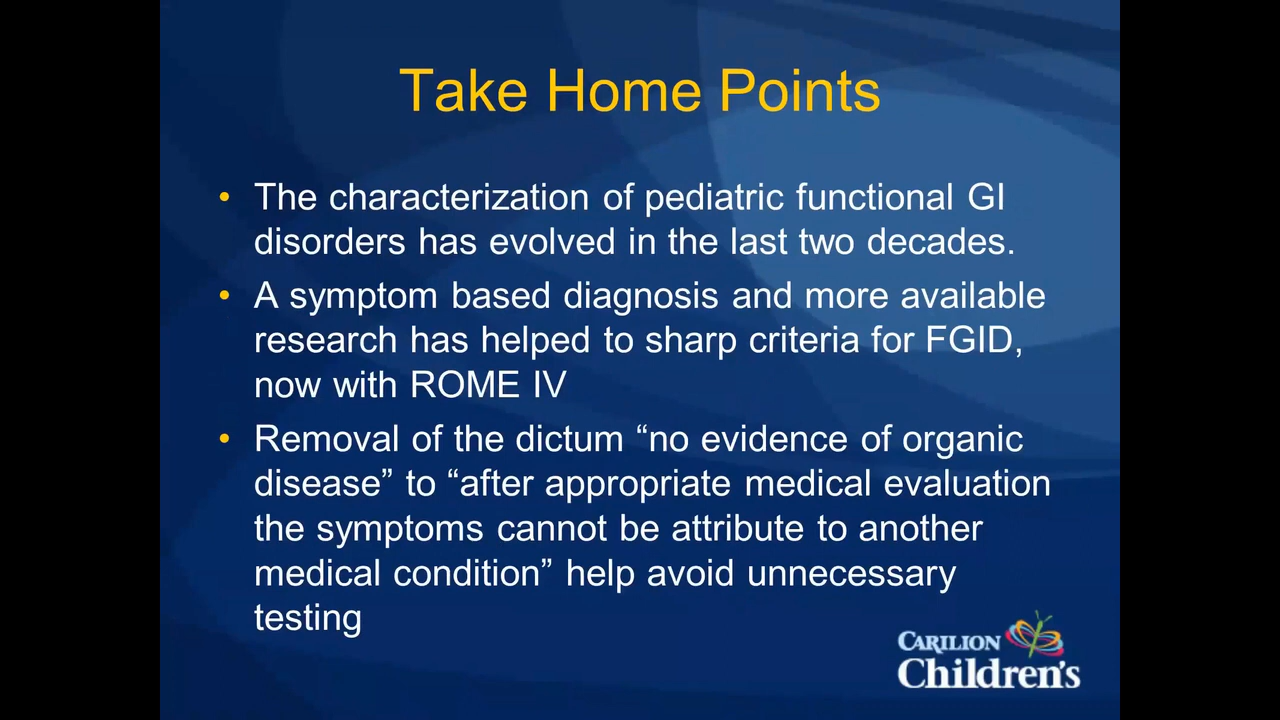 Take Home Points
• The characterization of pediatric functional GI
disorders has evolved in the last two decades.
• A symptom based diagnosis and more available
research has helped to sharp criteria for FGID,
now with ROME IV
• Removal of the dictum “no evidence of organic
disease” to “after appropriate medical evaluation
the symptoms cannot be attribute to another
medical condition” help avoid unnecessary
testing
CARILION
Children's